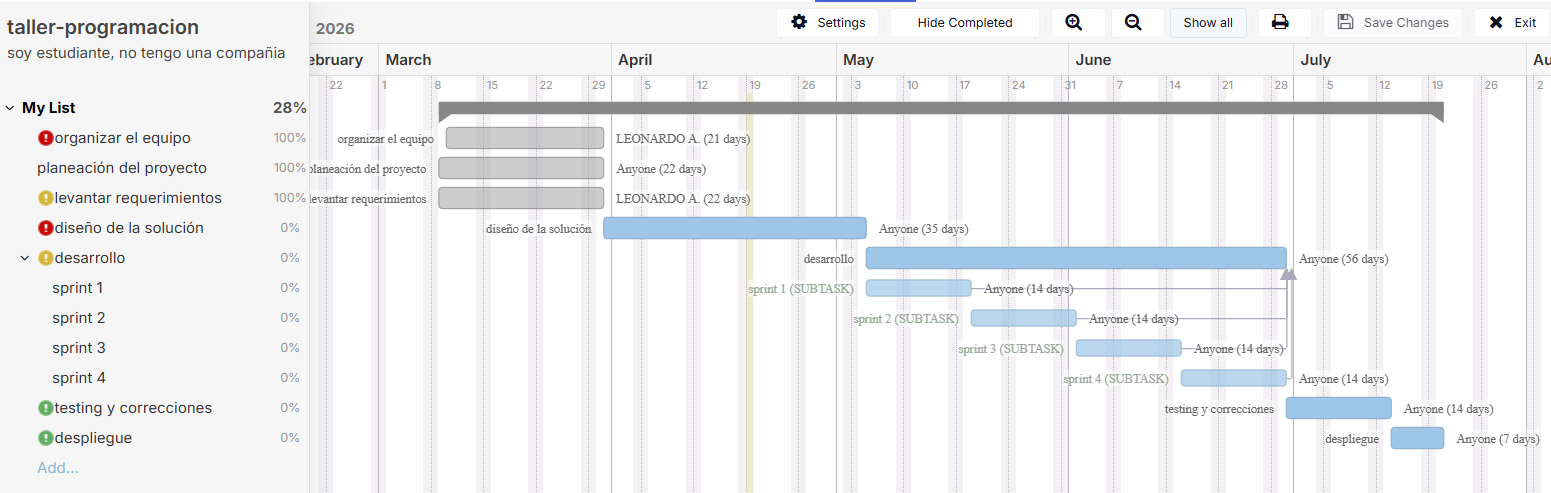 taller-programacion
soy estudiante, no tengo una compañia
2026
Settings
Hide Completed
Show all
Save Changes
Exit
ebruary March April May June July Au
22 1 8 15 22 29 5 12 19 26 3 10 17 24 31 7 14 21 28 5 12 19 26 2
My List 28%
organizar el equipo 100% organizar el equipo LEONARDO A. (21 days)
planeación del proyecto 100% planeación del proyecto Anyone (22 days)
levantar requerimientos 100% levantar requerimientos LEONARDO A. (22 days)
diseño de la solución 0% diseño de la solución Anyone (35 days)
desarrollo 0% desarrollo Anyone (56 days)
sprint 1 0% sprint 1 (SUBTASK) Anyone (14 days)
sprint 2 0% sprint 2 (SUBTASK) Anyone (14 days)
sprint 3 0% sprint 3 (SUBTASK) Anyone (14 days)
sprint 4 0% sprint 4 (SUBTASK) Anyone (14 days)
testing y correcciones 0% testing y correcciones Anyone (14 days)
despliegue 0% despliegue Anyone (7 days)
Add...